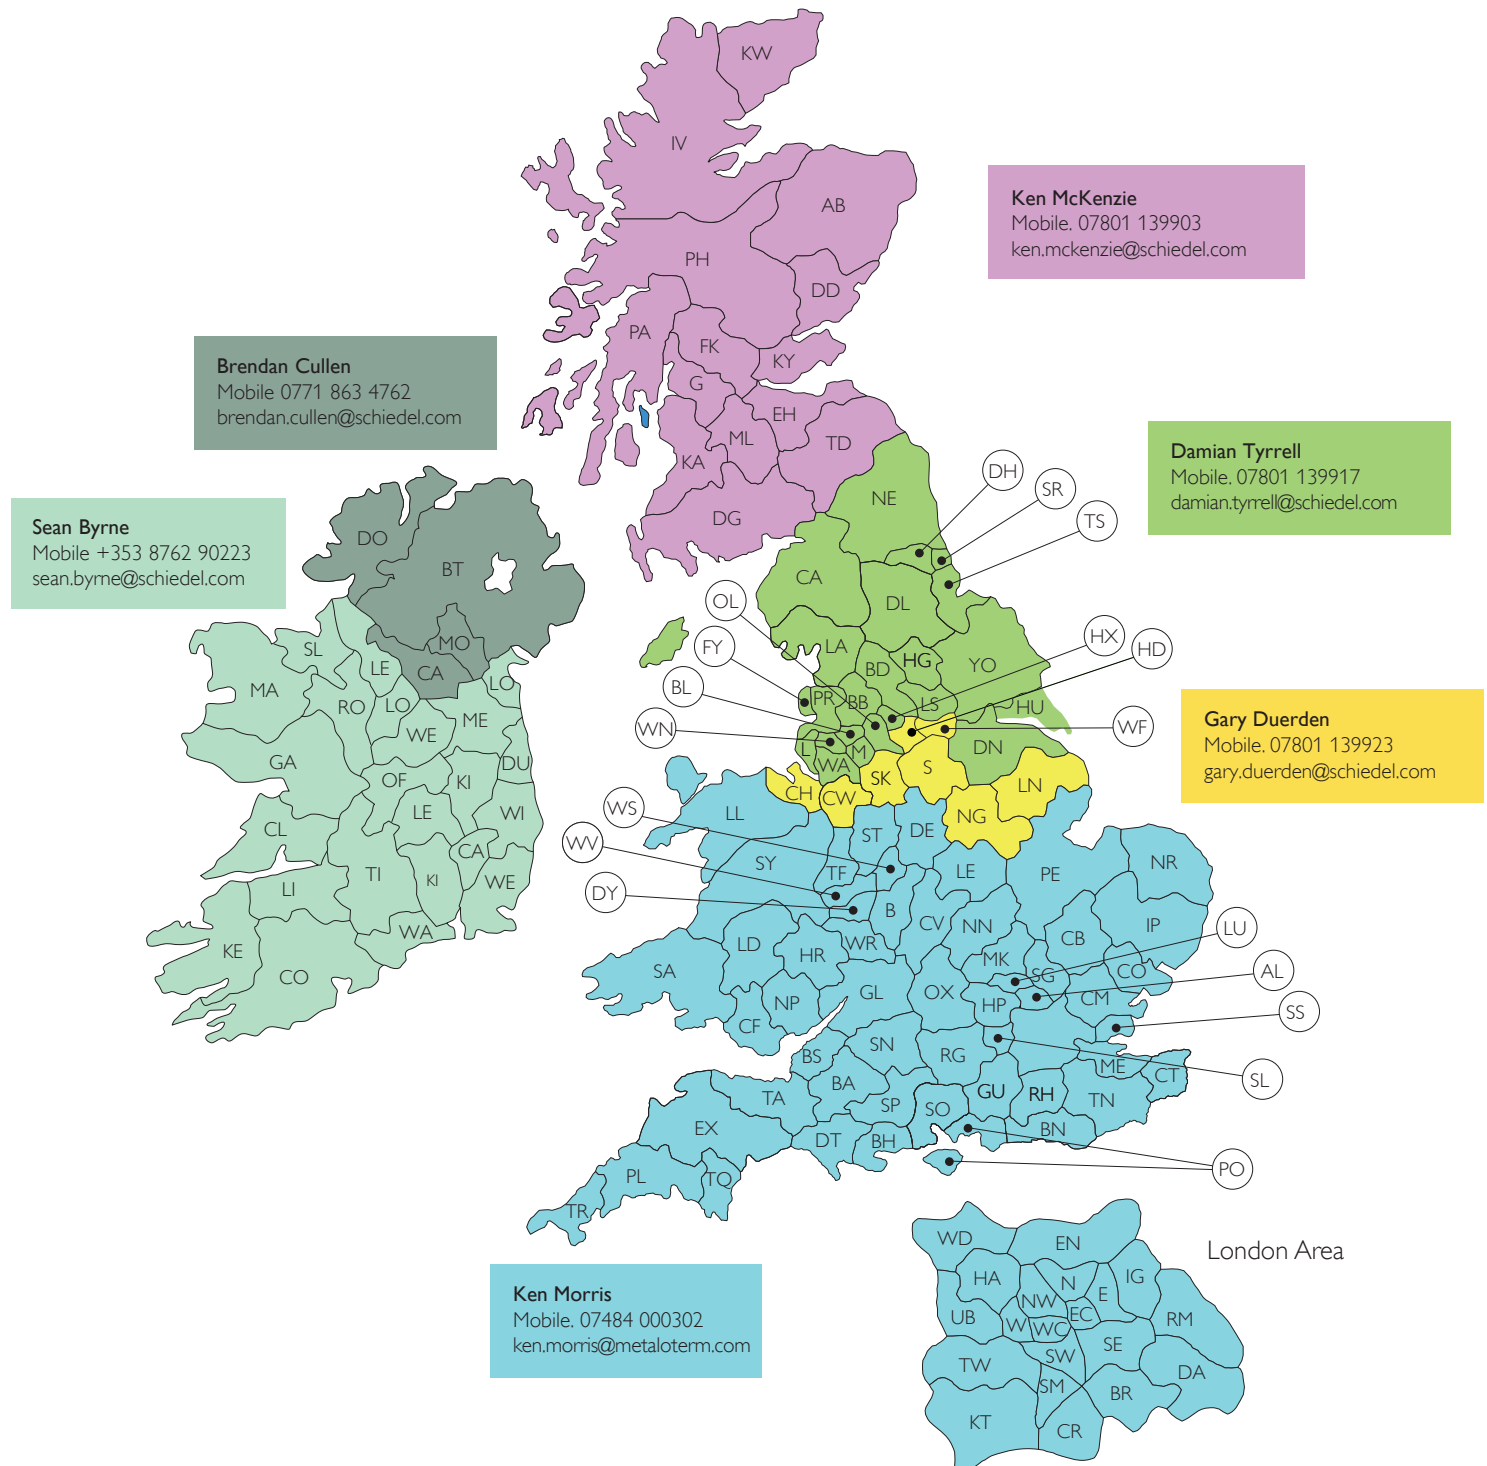 KW
IV
AB
PH
DD
PA
FK
KY
G
EH
ML
TD
KA
DG
Ken McKenzie
Mobile. 07801 139903
ken.mckenzie@schiedel.com
Brendan Cullen
Mobile 0771 863 4762
brendan.cullen@schiedel.com
Damian Tyrrell
Mobile. 07801 139917
damian.tyrrell@schiedel.com
Sean Byrne
Mobile +353 8762 90223
sean.byrne@schiedel.com
Gary Duerden
Mobile. 07801 139923
gary.duerden@schiedel.com
DO
BT
MO
CA
SL
LE
MA
RO
LO
LO
ME
WE
GA
DU
OF
KI
LE
WI
CL
CA
TI
KI
WE
LI
WA
KE
CO
NE
DH
SR
TS
CA
DL
OL
FY
BL
WN
LA
BD
HG
YO
HX
HD
WF
PR
BB
LS
HU
L
M
WA
DN
SK
S
CH
CW
LN
NG
WS
WV
DY
LL
ST
DE
SY
TF
LE
PE
NR
B
CV
NN
CB
IP
LD
HR
WR
MK
SG
CO
LU
AL
SS
SL
PO
SA
NP
GL
OX
HP
CM
CF
BS
SN
RG
ME
CT
BA
GU
RH
TN
TA
SP
SO
BN
EX
DT
BH
PL
TQ
TR
Ken Morris
Mobile. 07484 000302
ken.morris@metaloterm.com
London Area
WD
EN
HA
N
E
IG
NW
EC
UB
W
WC
RM
SE
TW
SW
DA
SM
BR
KT
CR